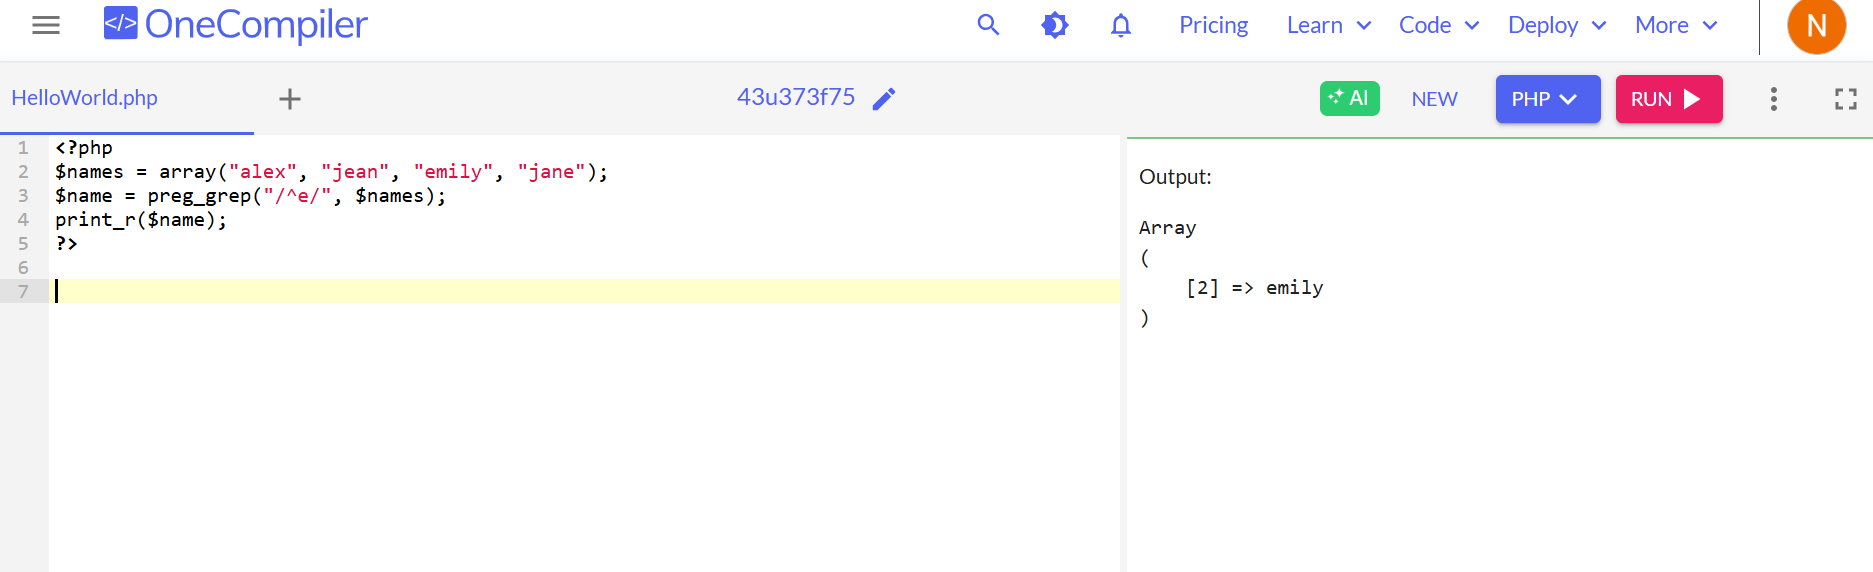 </> OneCompiler Pricing Learn Code Deploy More N
HelloWorld.php + 43u373f75 AI NEW PHP RUN
1 <?php
2 $names = array("alex", "jean", "emily", "jane");
3 $name = preg_grep("/^e/", $names);
4 print_r($name);
5 ?>
6
7
Output:
Array
(
    [2] => emily
)